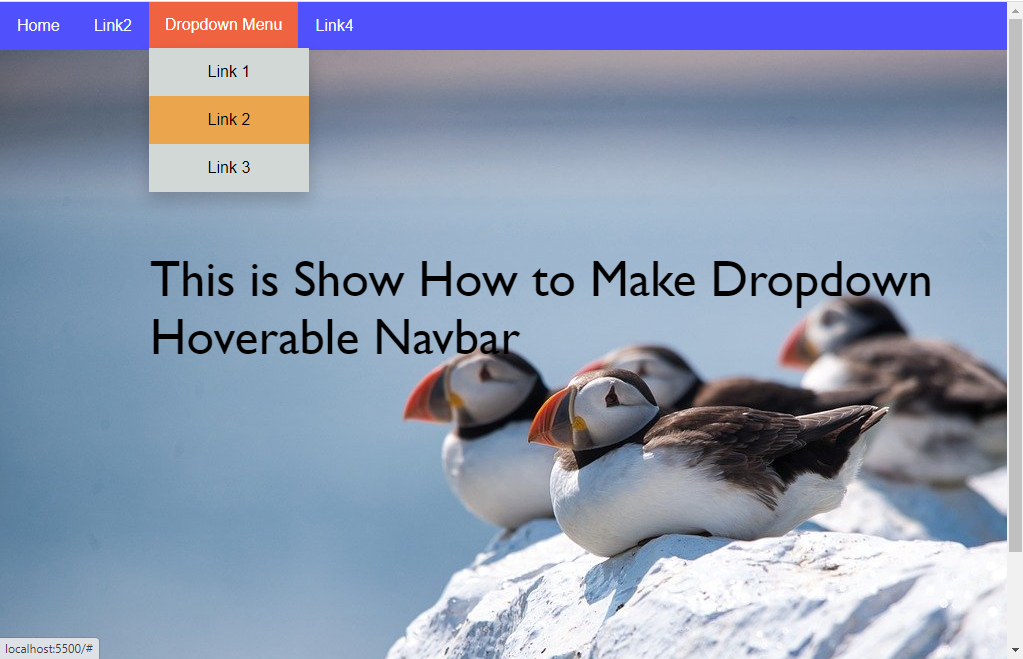 Home Link2 Dropdown Menu Link4
Link 1
Link 2
Link 3
This is Show How to Make Dropdown
Hoverable Navbar
localhost:5500/#